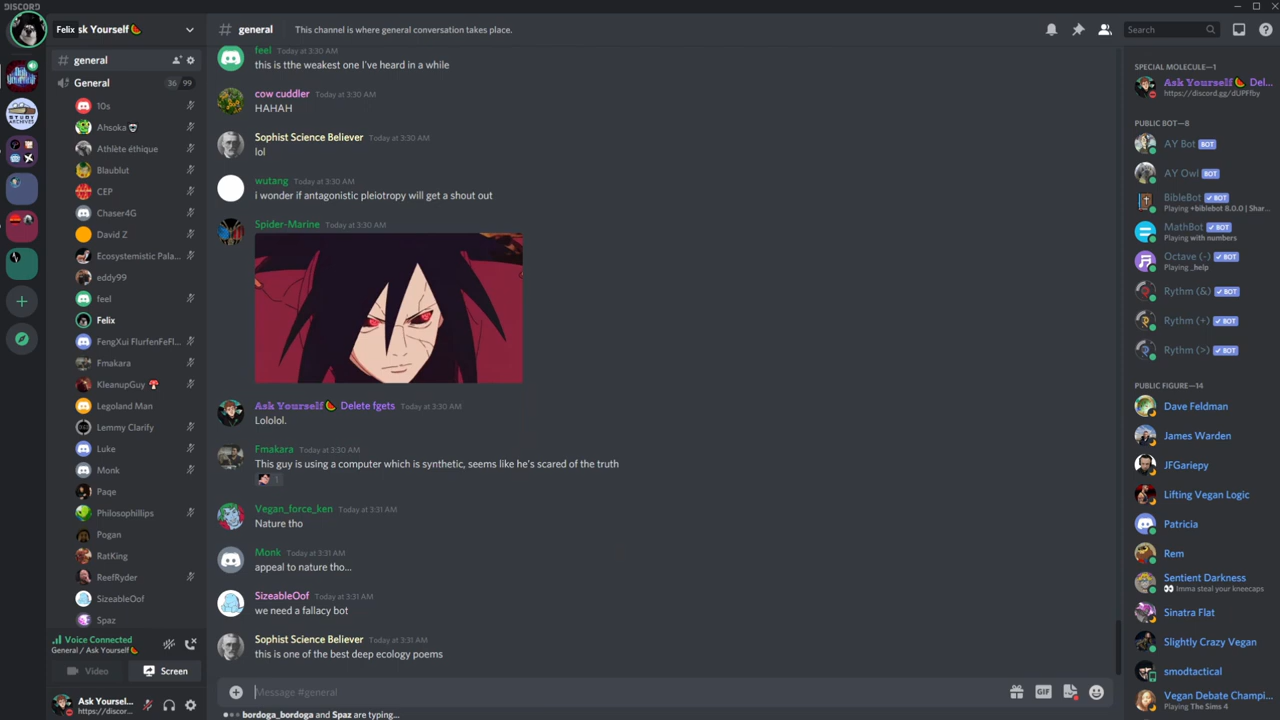 DISCORD
Felix
sk Yourself🍉
# general
This channel is where general conversation takes place.
Search
general
General
36 99
10s
Ahsoka
Athlète éthique
Blaublut
CEP
Chaser4G
David Z
Ecosystemistic Pala...
eddy99
feel
Felix
FengXui FlurfenFeFl...
Fmakara
KleanupGuy 🍄
Legoland Man
Lemmy Clarify
Luke
Monk
Paqe
Philosophillips
Pogan
RatKing
ReefRyder
SizeableOof
Spaz
Voice Connected
General / Ask Yourself🍉
Video
Screen
Ask Yoursel...
https://discor...
STUDY
ARCHIVES
feel Today at 3:30 AM
this is tthe weakest one I've heard in a while
cow cuddler Today at 3:30 AM
HAHAH
Sophist Science Believer Today at 3:30 AM
lol
wutang Today at 3:30 AM
i wonder if antagonistic pleiotropy will get a shout out
Spider-Marine Today at 3:30 AM
Ask Yourself🍉 Delete fgets Today at 3:30 AM
Lololol.
Fmakara Today at 3:30 AM
This guy is using a computer which is synthetic, seems like he's scared of the truth
1
Vegan_force_ken Today at 3:31 AM
Nature tho
Monk Today at 3:31 AM
appeal to nature tho...
SizeableOof Today at 3:31 AM
we need a fallacy bot
Sophist Science Believer Today at 3:31 AM
this is one of the best deep ecology poems
Message #general
GIF
bordoga_bordoga and Spaz are typing...
SPECIAL MOLECULE—1
Ask Yourself🍉 Del...
https://discord.gg/dUPFfby
PUBLIC BOT—8
AY Bot BOT
AY Owl BOT
BibleBot ✓ BOT
Playing +biblebot 8.0.0 | Shar...
MathBot ✓ BOT
Playing with numbers
Octave (-) ✓ BOT
Playing _help
Rythm (&) ✓ BOT
Rythm (+) ✓ BOT
Rythm (>) ✓ BOT
PUBLIC FIGURE—14
Dave Feldman
James Warden
JFGariepy
Lifting Vegan Logic
Patricia
Rem
Sentient Darkness
👀 Imma steal your kneecaps
Sinatra Flat
Slightly Crazy Vegan
smodtactical
Vegan Debate Champi...
Playing The Sims 4